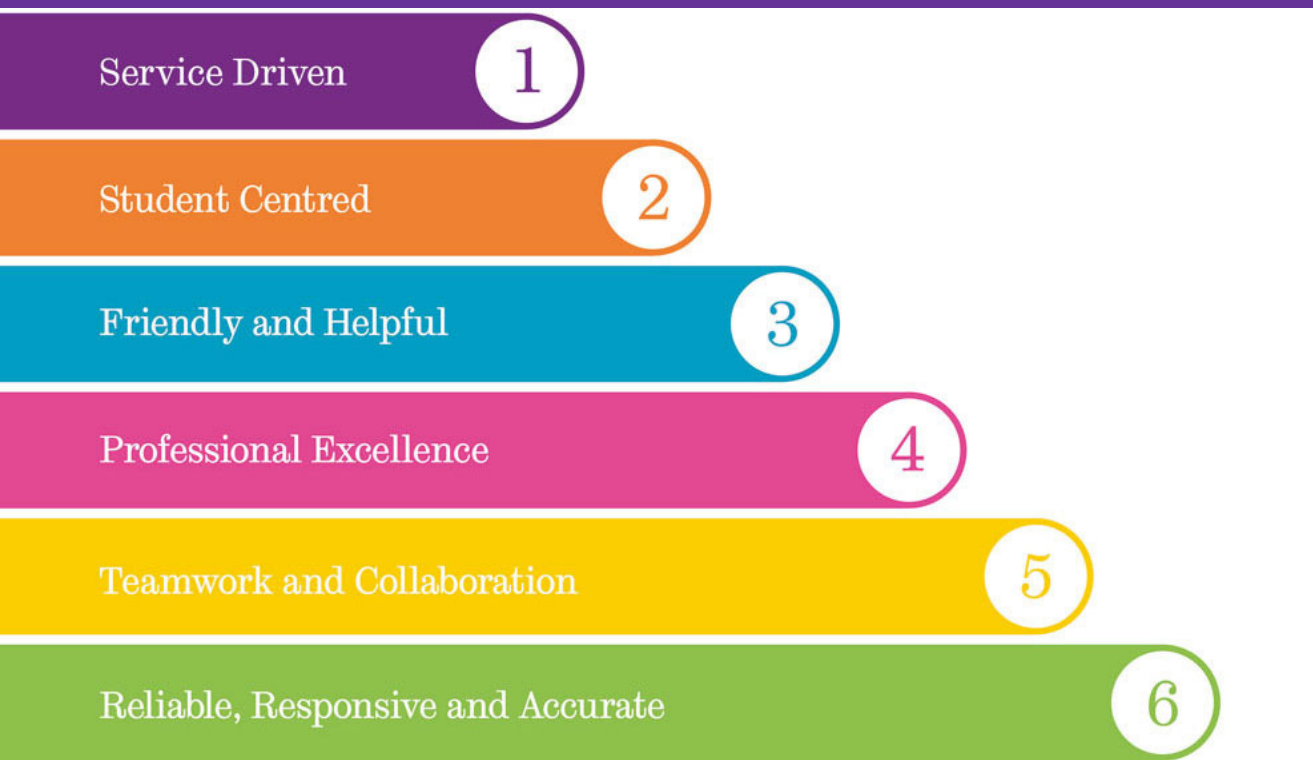 Service Driven 1
Student Centred 2
Friendly and Helpful 3
Professional Excellence 4
Teamwork and Collaboration 5
Reliable, Responsive and Accurate 6